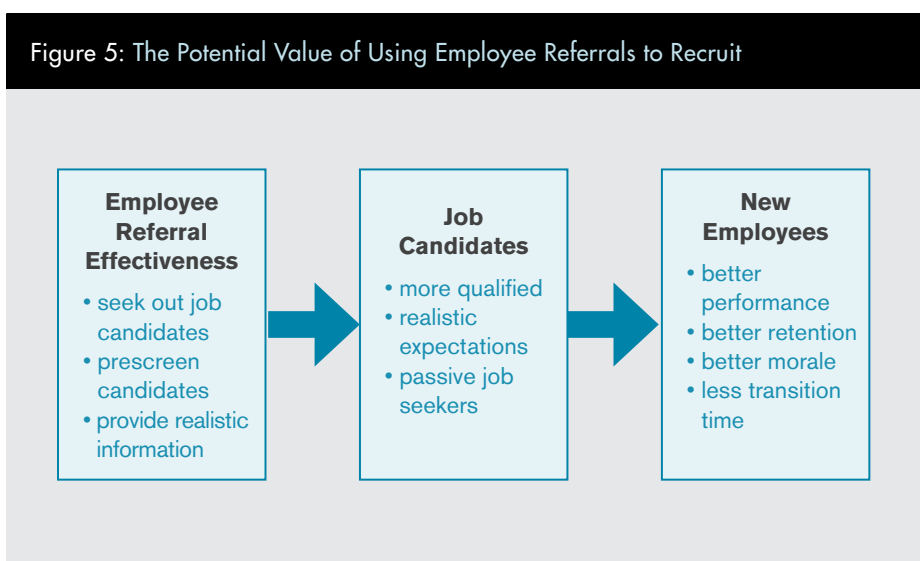 Figure 5: The Potential Value of Using Employee Referrals to Recruit
Employee
Referral
Effectiveness
• seek out job
candidates
• prescreen
candidates
• provide realistic
information
Job
Candidates
• more qualified
• realistic
expectations
• passive job
seekers
New
Employees
• better
performance
• better retention
• better morale
• less transition
time